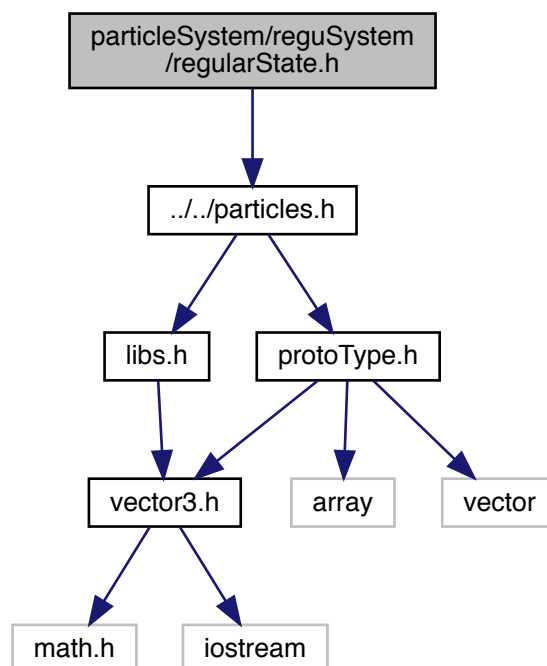 particleSystem/reguSystem
/regularState.h
../../particles.h
libs.h
protoType.h
vector3.h
array
vector
math.h
iostream